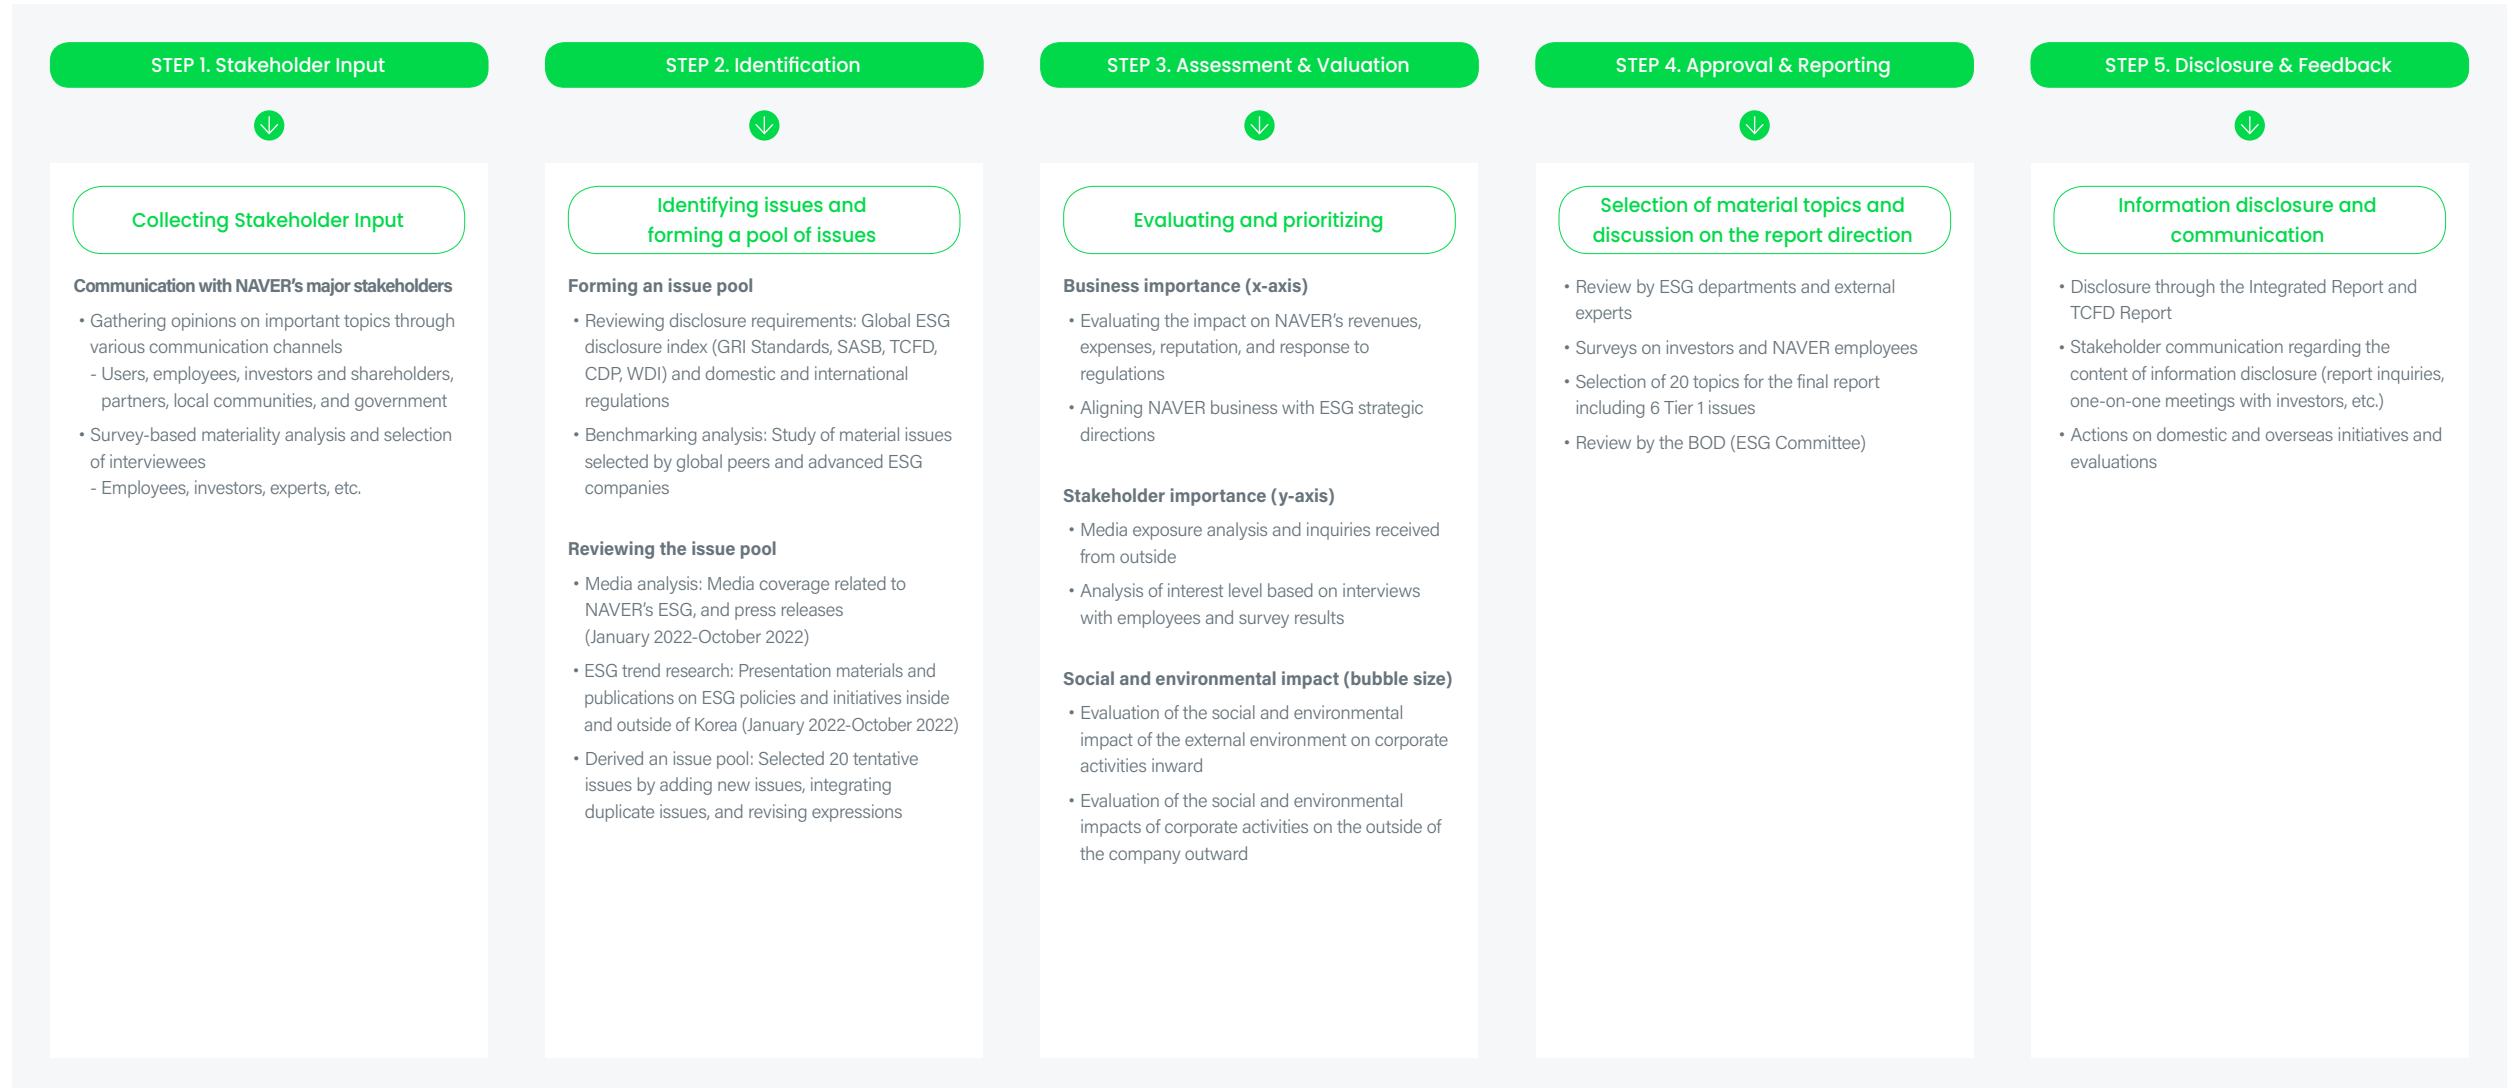 STEP 1. Stakeholder Input
Collecting Stakeholder Input
Communication with NAVER's major stakeholders
• Gathering opinions on important topics through
various communication channels
- Users, employees, investors and shareholders,
partners, local communities, and government
• Survey-based materiality analysis and selection
of interviewees
- Employees, investors, experts, etc.
STEP 2. Identification
Identifying issues and
forming a pool of issues
Forming an issue pool
• Reviewing disclosure requirements: Global ESG
disclosure index (GRI Standards, SASB, TCFD,
CDP, WDI) and domestic and international
regulations
• Benchmarking analysis: Study of material issues
selected by global peers and advanced ESG
companies
Reviewing the issue pool
• Media analysis: Media coverage related to
NAVER's ESG, and press releases
(January 2022-October 2022)
• ESG trend research: Presentation materials and
publications on ESG policies and initiatives inside
and outside of Korea (January 2022-October 2022)
• Derived an issue pool: Selected 20 tentative
issues by adding new issues, integrating
duplicate issues, and revising expressions
STEP 3. Assessment & Valuation
Evaluating and prioritizing
Business importance (x-axis)
• Evaluating the impact on NAVER's revenues,
expenses, reputation, and response to
regulations
• Aligning NAVER business with ESG strategic
directions
Stakeholder importance (y-axis)
• Media exposure analysis and inquiries received
from outside
• Analysis of interest level based on interviews
with employees and survey results
Social and environmental impact (bubble size)
• Evaluation of the social and environmental
impact of the external environment on corporate
activities inward
• Evaluation of the social and environmental
impacts of corporate activities on the outside of
the company outward
STEP 4. Approval & Reporting
Selection of material topics and
discussion on the report direction
• Review by ESG departments and external
experts
• Surveys on investors and NAVER employees
• Selection of 20 topics for the final report
including 6 Tier 1 issues
• Review by the BOD (ESG Committee)
STEP 5. Disclosure & Feedback
Information disclosure and
communication
• Disclosure through the Integrated Report and
TCFD Report
• Stakeholder communication regarding the
content of information disclosure (report inquiries,
one-on-one meetings with investors, etc.)
• Actions on domestic and overseas initiatives and
evaluations